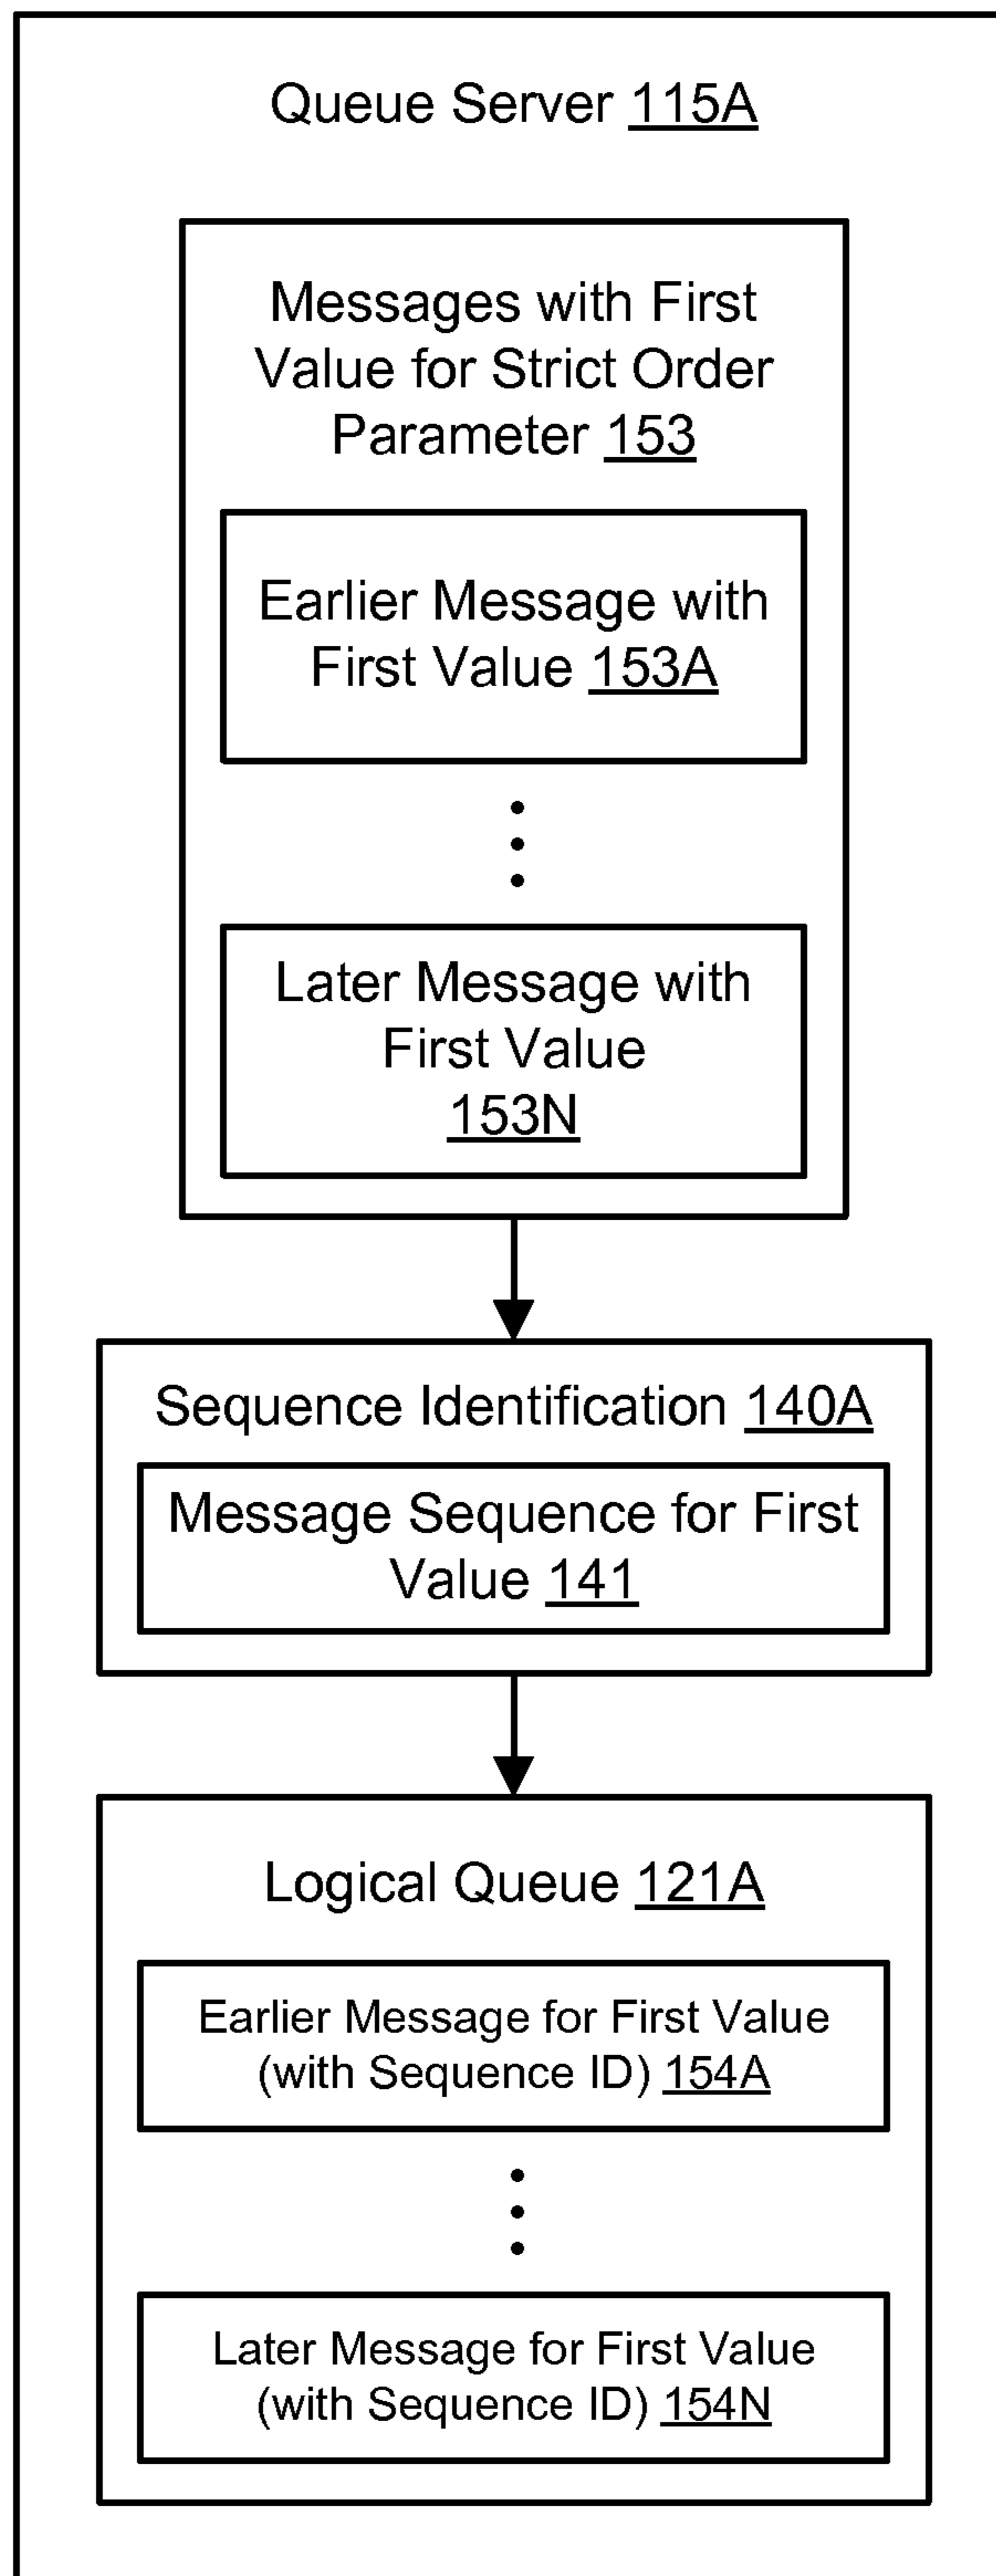 Queue Server 115A
Messages with First
Value for Strict Order
Parameter 153
Earlier Message with
First Value 153A
Later Message with
First Value
153N
Sequence Identification 140A
Message Sequence for First
Value 141
Logical Queue 121A
Earlier Message for First Value
(with Sequence ID) 154A
Later Message for First Value
(with Sequence ID) 154N